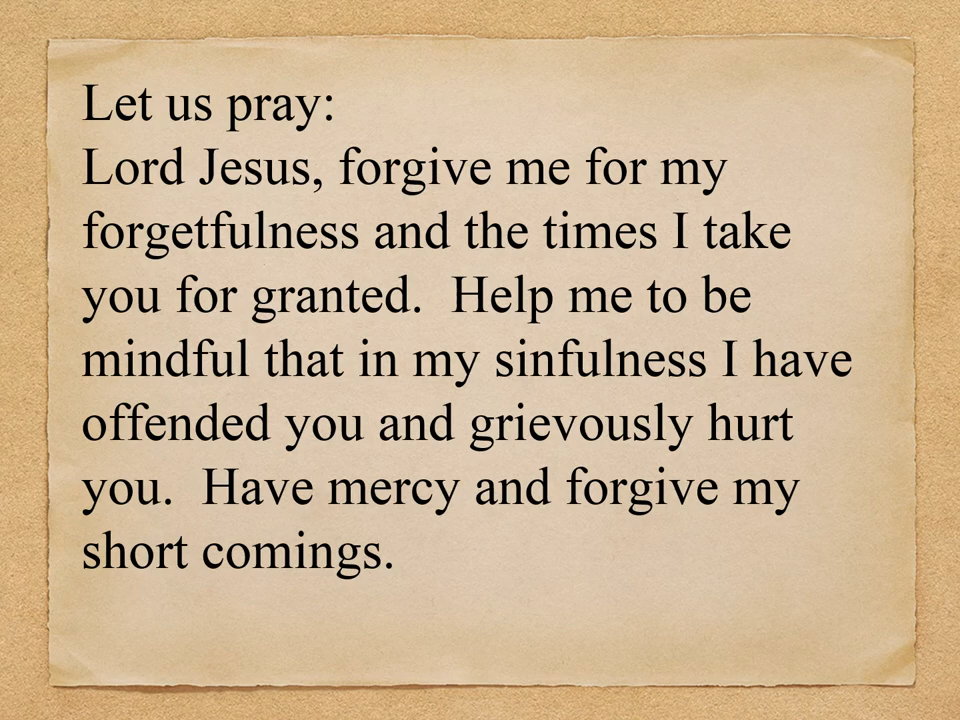 Let us pray:
Lord Jesus, forgive me for my
forgetfulness and the times I take
you for granted.  Help me to be
mindful that in my sinfulness I have
offended you and grievously hurt
you.  Have mercy and forgive my
short comings.